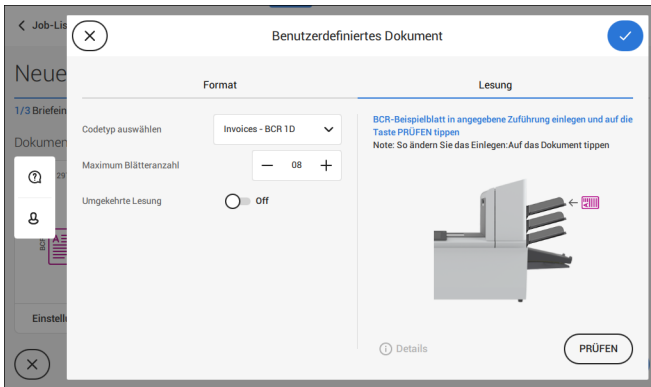 Job-Lis
Benutzerdefiniertes Dokument
Neue
Format
Lesung
1/3 Briefein
Dokumen
Codetyp auswählen
Invoices - BCR 1D
Maximum Blätteranzahl
08
Umgekehrte Lesung
Off
BCR-Beispielblatt in angegebene Zuführung einlegen und auf die
Taste PRÜFEN tippen
Note: So ändern Sie das Einlegen:Auf das Dokument tippen
29
BCR
Einstell
Details
PRÜFEN